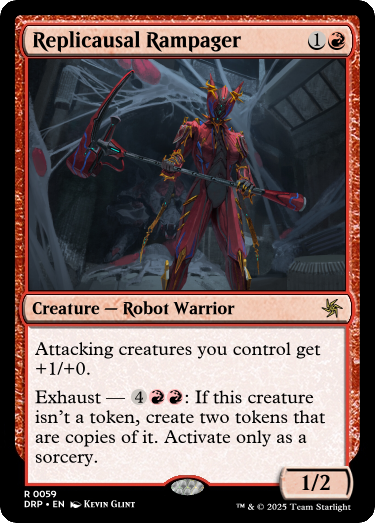 Replicausal Rampager 1
Creature — Robot Warrior
Attacking creatures you control get
+1/+0.
Exhaust — 4: If this creature
isn't a token, create two tokens that
are copies of it. Activate only as a
sorcery.
1/2
R 0059
DRP • EN Kevin Glint
™ & © 2025 Team Starlight